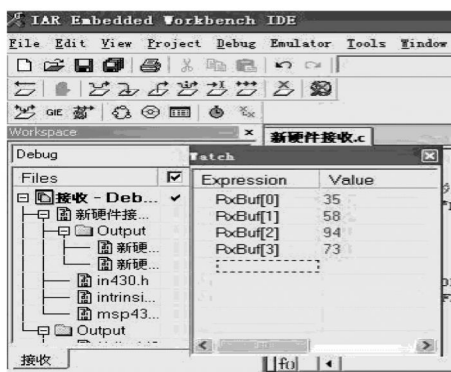 IAR Embedded Workbench IDE
File Edit View Project Debug Emulator Tools Window
GIE
Workspace
新硬件接收.c
Debug
Watch
Files
Expression Value
接收 - Deb...
RxBuf[0] 35
新硬件接...
RxBuf[1] 58
Output
RxBuf[2] 94
新硬...
RxBuf[3] 73
新硬...
in430.h
intrinsi...
msp43...
Output
接收
f0